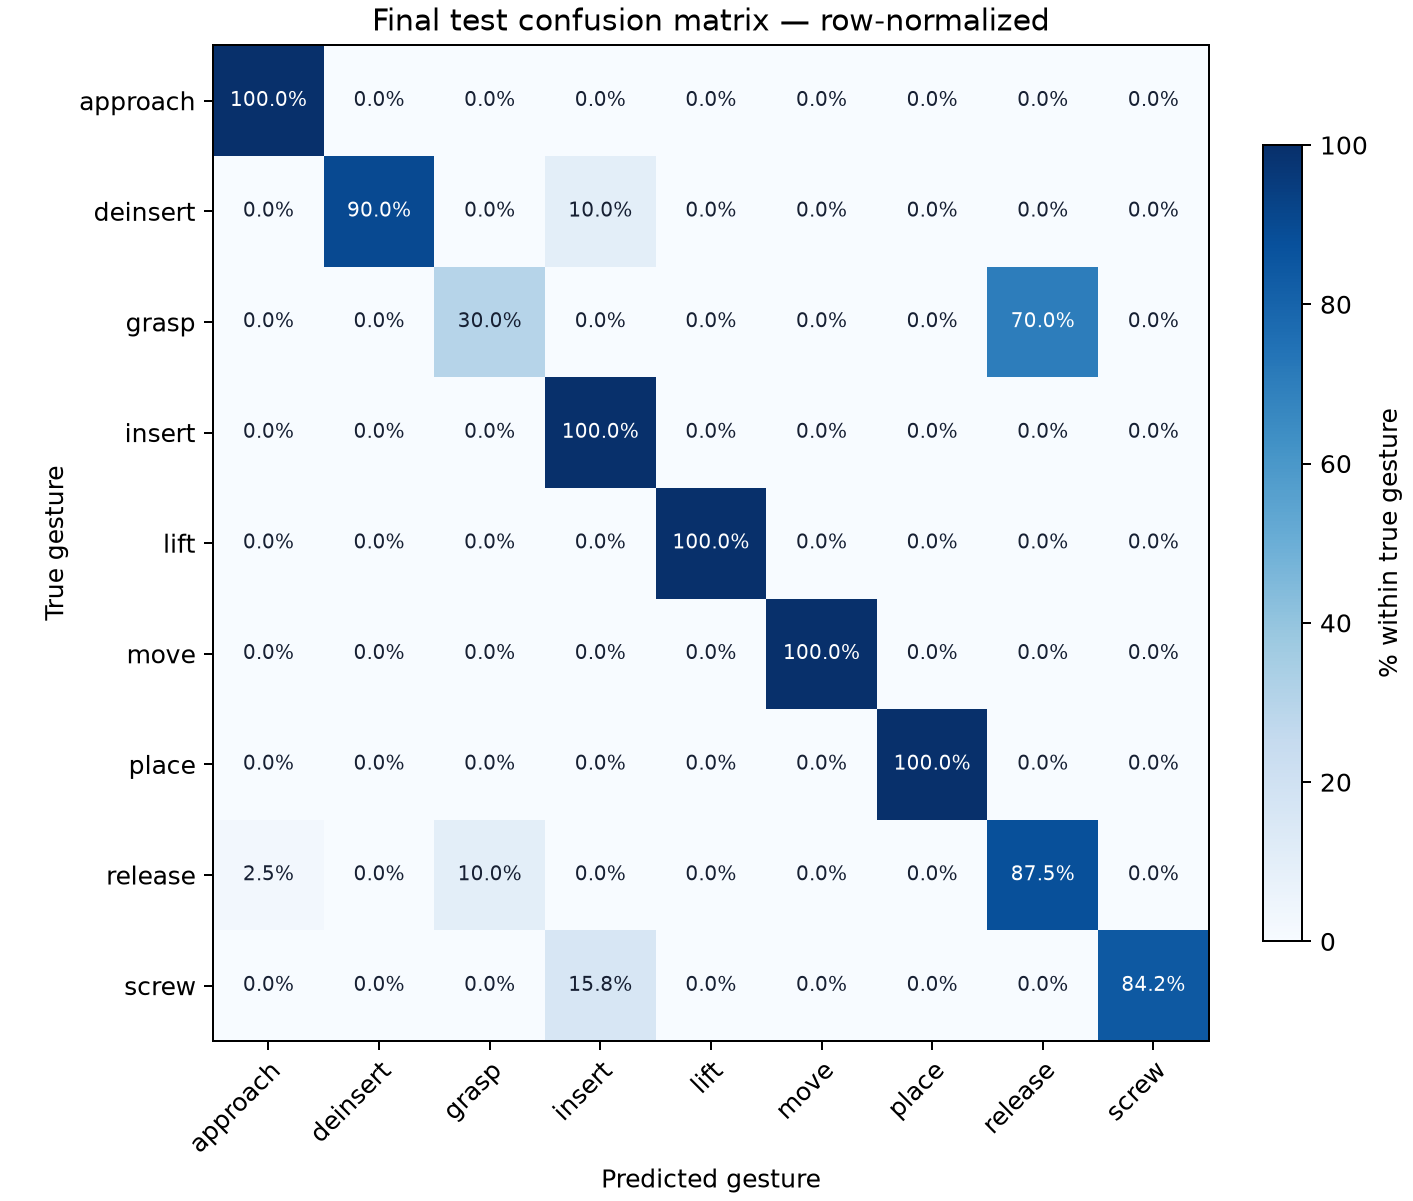 Final test confusion matrix — row-normalized
approach 100.0% 0.0% 0.0% 0.0% 0.0% 0.0% 0.0% 0.0% 0.0%
deinsert 0.0% 90.0% 0.0% 10.0% 0.0% 0.0% 0.0% 0.0% 0.0%
grasp 0.0% 0.0% 30.0% 0.0% 0.0% 0.0% 0.0% 70.0% 0.0%
insert 0.0% 0.0% 0.0% 100.0% 0.0% 0.0% 0.0% 0.0% 0.0%
lift 0.0% 0.0% 0.0% 0.0% 100.0% 0.0% 0.0% 0.0% 0.0%
move 0.0% 0.0% 0.0% 0.0% 0.0% 100.0% 0.0% 0.0% 0.0%
place 0.0% 0.0% 0.0% 0.0% 0.0% 0.0% 100.0% 0.0% 0.0%
release 2.5% 0.0% 10.0% 0.0% 0.0% 0.0% 0.0% 87.5% 0.0%
screw 0.0% 0.0% 0.0% 15.8% 0.0% 0.0% 0.0% 0.0% 84.2%
approach deinsert grasp insert lift move place release screw
Predicted gesture
True gesture
100
80
60
40
20
0
% within true gesture